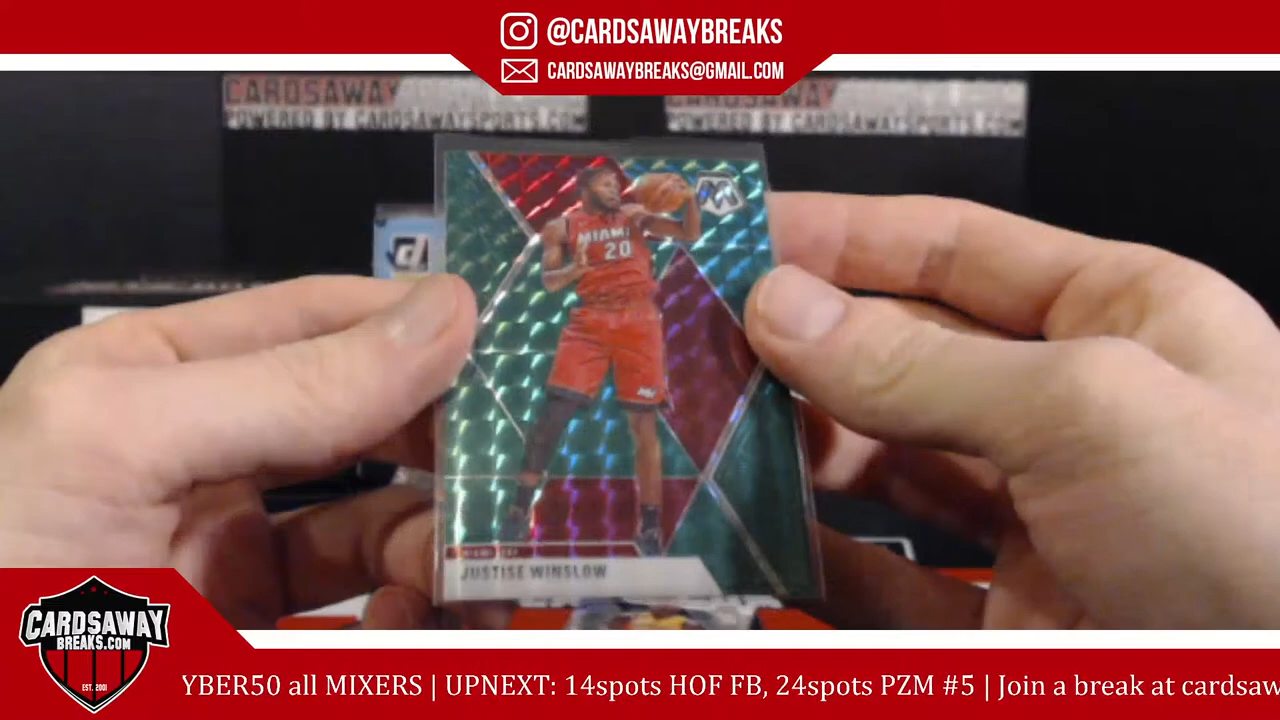 @CARDSAWAYBREAKS
CARDSAWAYBREAKS@GMAIL.COM
CARDSAWAY
POWERED BY CARDSAWAYSPORTS.COM
CARDSAWAY
POWERED BY CARDSAWAYSPORTS.COM
MIAMI
20
JUSTISE WINSLOW
CARDSAWAY
BREAKS.COM
EST. 2001
YBER50 all MIXERS | UPNEXT: 14spots HOF FB, 24spots PZM #5 | Join a break at cardsaw